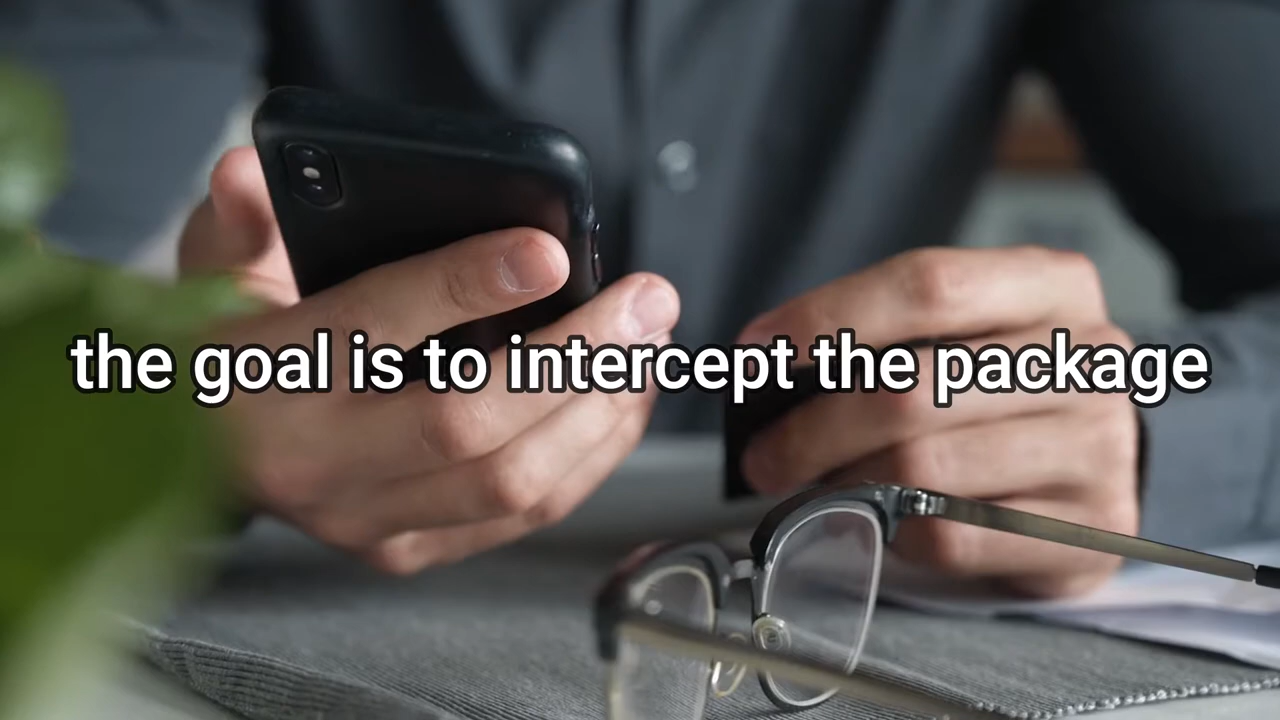 the goal is to intercept the package